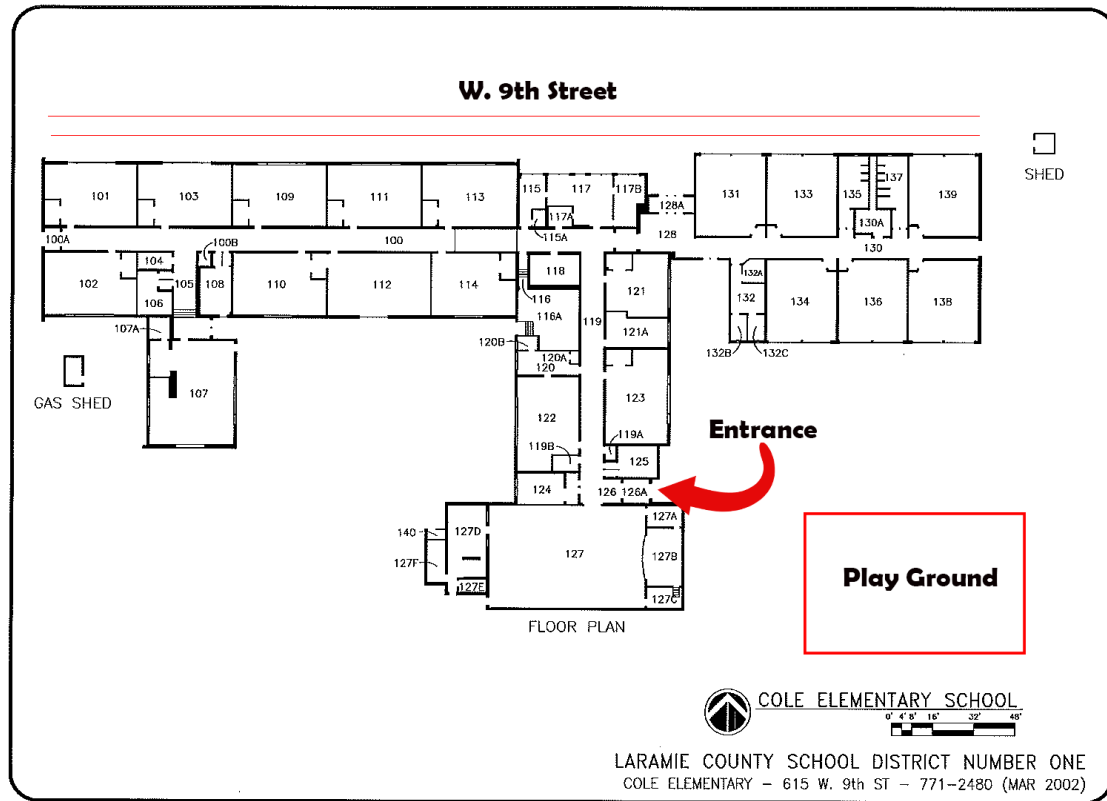 W. 9th Street
SHED
101
103
109
111
113
115
117
117B
131
133
135
137
139
117A
128A
130A
100A
100B
100
115A
128
130
102
104
105
106
108
110
112
114
118
116
116A
119
121
121A
132A
132
134
136
138
107A
120B
120A
120
132B
132C
GAS SHED
107
122
123
119A
119B
125
Entrance
124
126
126A
140
127D
127F
127E
127
127A
127B
127C
Play Ground
FLOOR PLAN
COLE ELEMENTARY SCHOOL
0' 4' 8' 16' 32' 48'
LARAMIE COUNTY SCHOOL DISTRICT NUMBER ONE
COLE ELEMENTARY - 615 W. 9th ST - 771-2480 (MAR 2002)